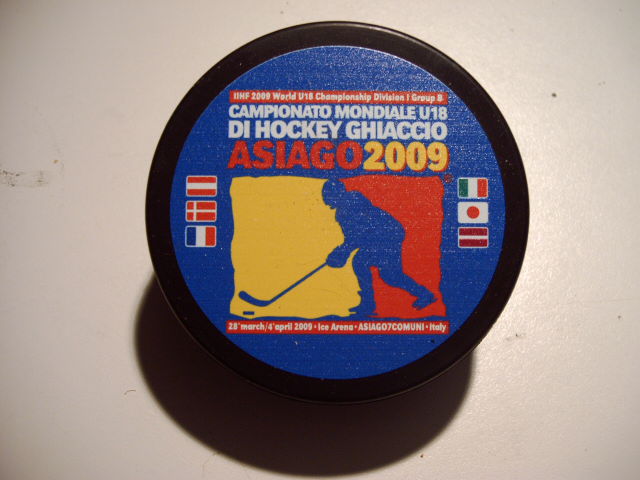 IIHF 2009 World U18 Championship Division I Group B
CAMPIONATO MONDIALE U18
DI HOCKEY GHIACCIO
ASIAGO2009
28°march/4°april 2009 • Ice Arena • ASIAGO7COMUNI • Italy